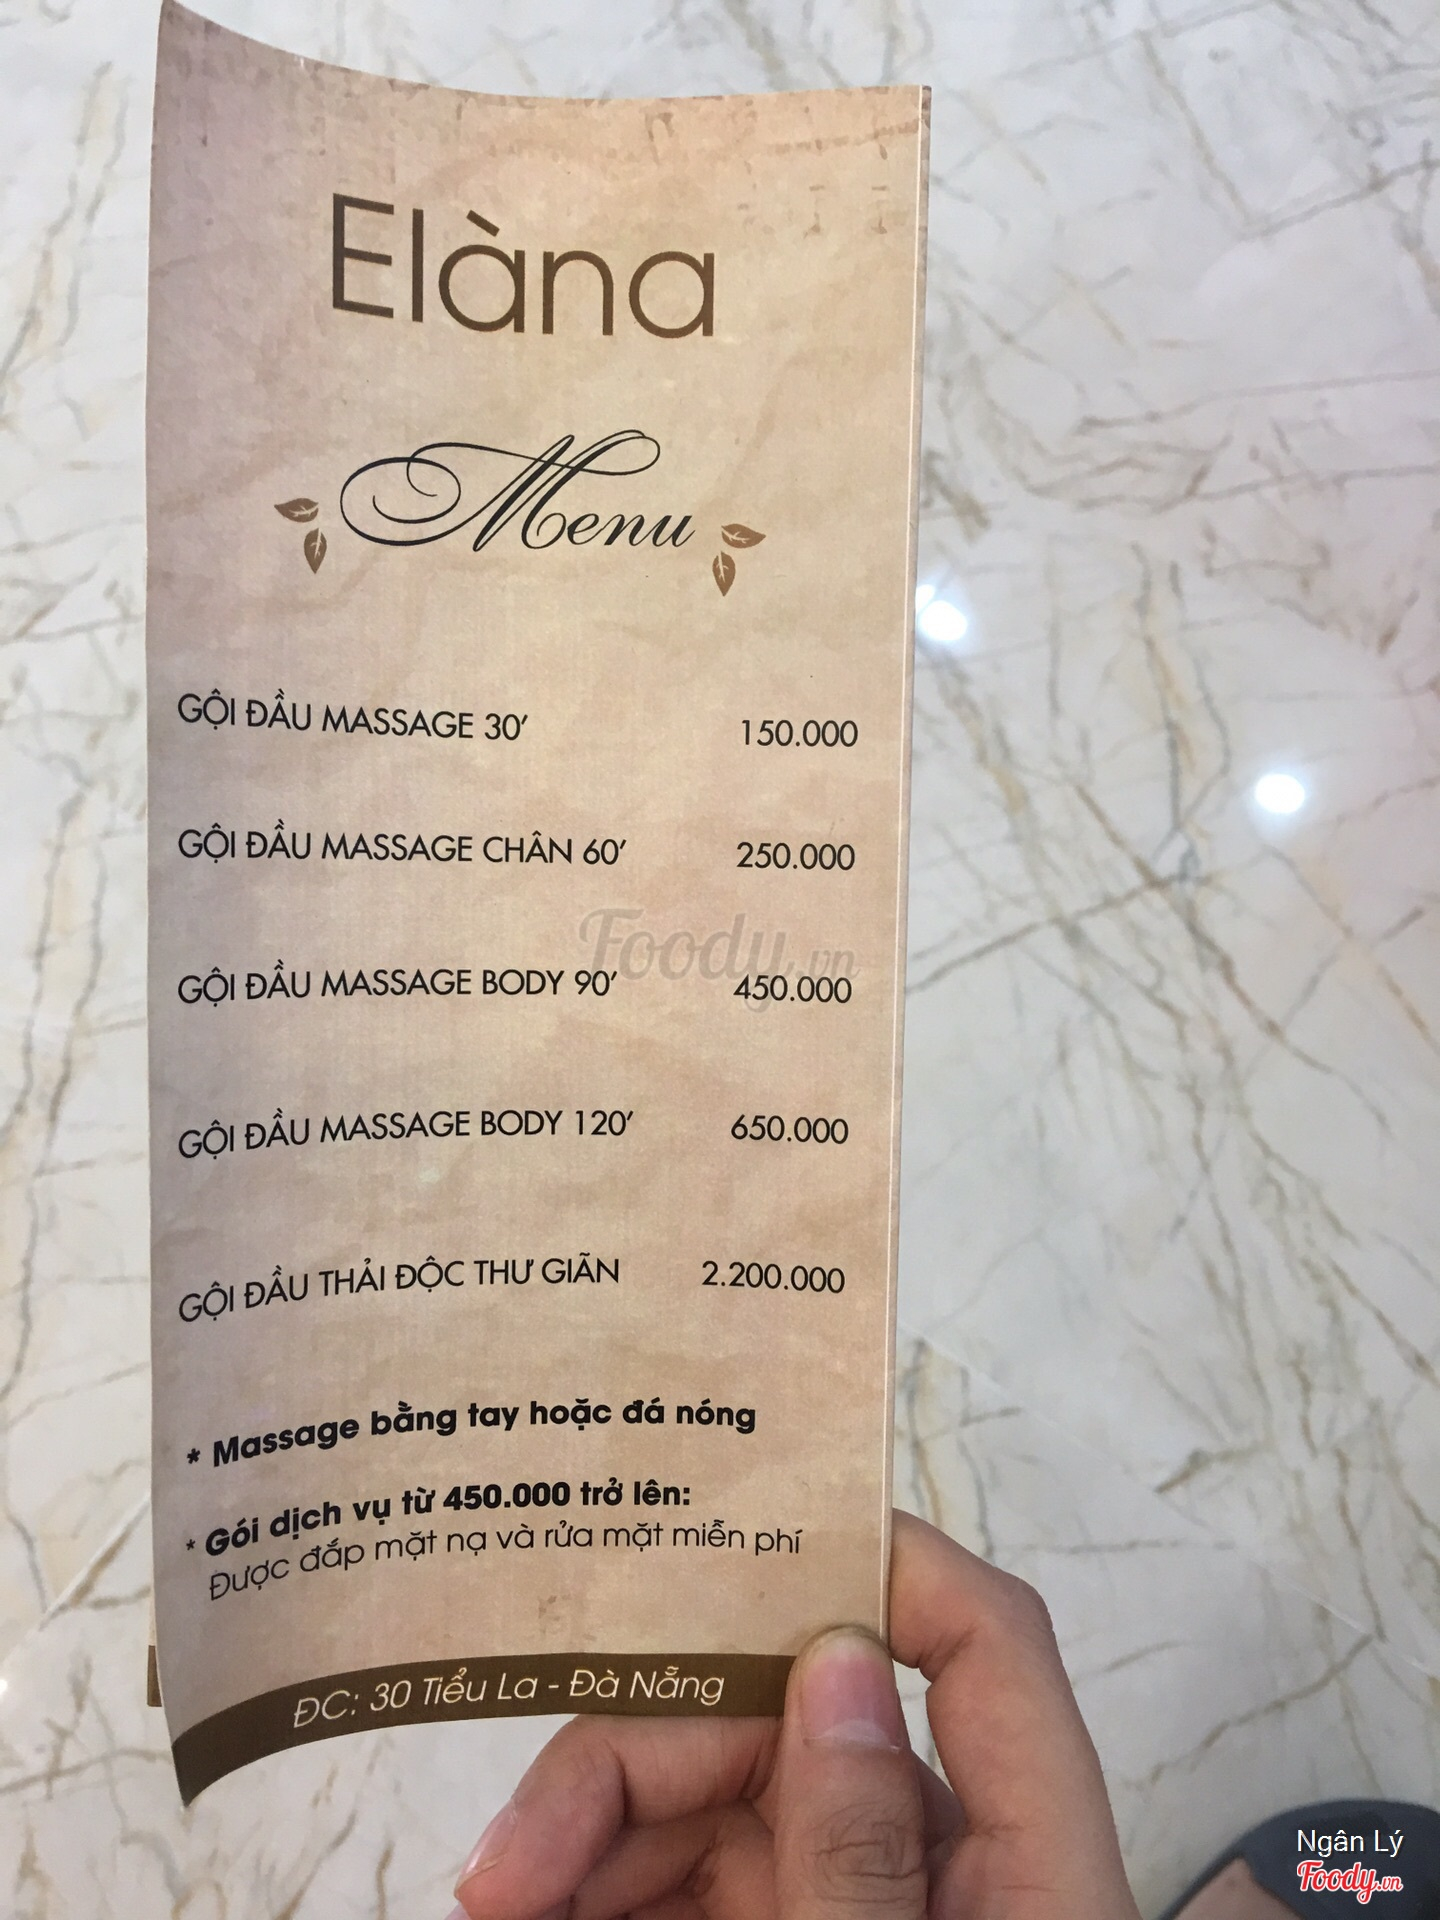 Elàna
Menu
GỘI ĐẦU MASSAGE 30' 150.000
GỘI ĐẦU MASSAGE CHÂN 60' 250.000
Foody.vn
GỘI ĐẦU MASSAGE BODY 90' 450.000
GỘI ĐẦU MASSAGE BODY 120' 650.000
GỘI ĐẦU THẢI ĐỘC THƯ GIÃN 2.200.000
* Massage bằng tay hoặc đá nóng
* Gói dịch vụ từ 450.000 trở lên:
Được đắp mặt nạ và rửa mặt miễn phí
ĐC: 30 Tiểu La - Đà Nẵng
Ngân Lý
Foody.vn